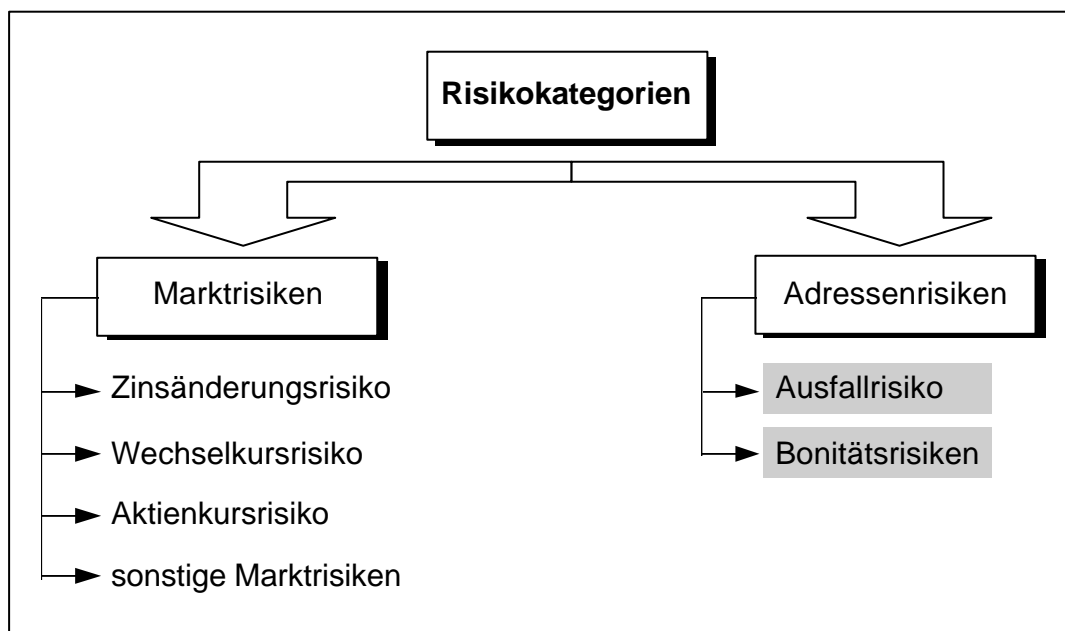 Risikokategorien
Marktrisiken
Zinsänderungsrisiko
Wechselkursrisiko
Aktienkursrisiko
sonstige Marktrisiken
Adressenrisiken
Ausfallrisiko
Bonitätsrisiken